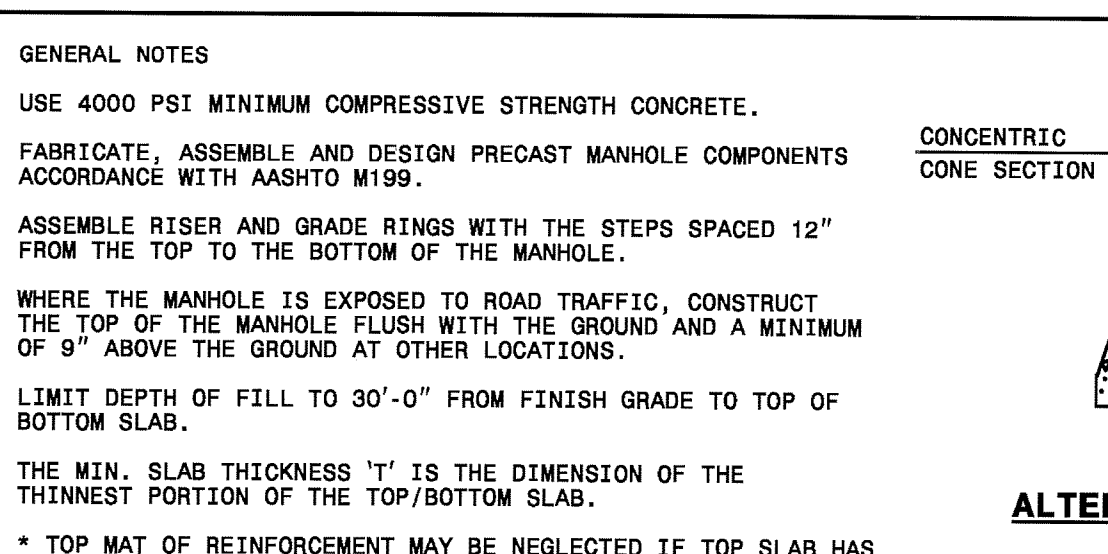 GENERAL NOTES
USE 4000 PSI MINIMUM COMPRESSIVE STRENGTH CONCRETE.
FABRICATE, ASSEMBLE AND DESIGN PRECAST MANHOLE COMPONENTS
ACCORDANCE WITH AASHTO M199.
ASSEMBLE RISER AND GRADE RINGS WITH THE STEPS SPACED 12"
FROM THE TOP TO THE BOTTOM OF THE MANHOLE.
WHERE THE MANHOLE IS EXPOSED TO ROAD TRAFFIC, CONSTRUCT
THE TOP OF THE MANHOLE FLUSH WITH THE GROUND AND A MINIMUM
OF 9" ABOVE THE GROUND AT OTHER LOCATIONS.
LIMIT DEPTH OF FILL TO 30'-0" FROM FINISH GRADE TO TOP OF
BOTTOM SLAB.
THE MIN. SLAB THICKNESS 'T' IS THE DIMENSION OF THE
THINNEST PORTION OF THE TOP/BOTTOM SLAB.
* TOP MAT OF REINFORCEMENT MAY BE NEGLECTED IF TOP SLAB HAS
CONCENTRIC
CONE SECTION